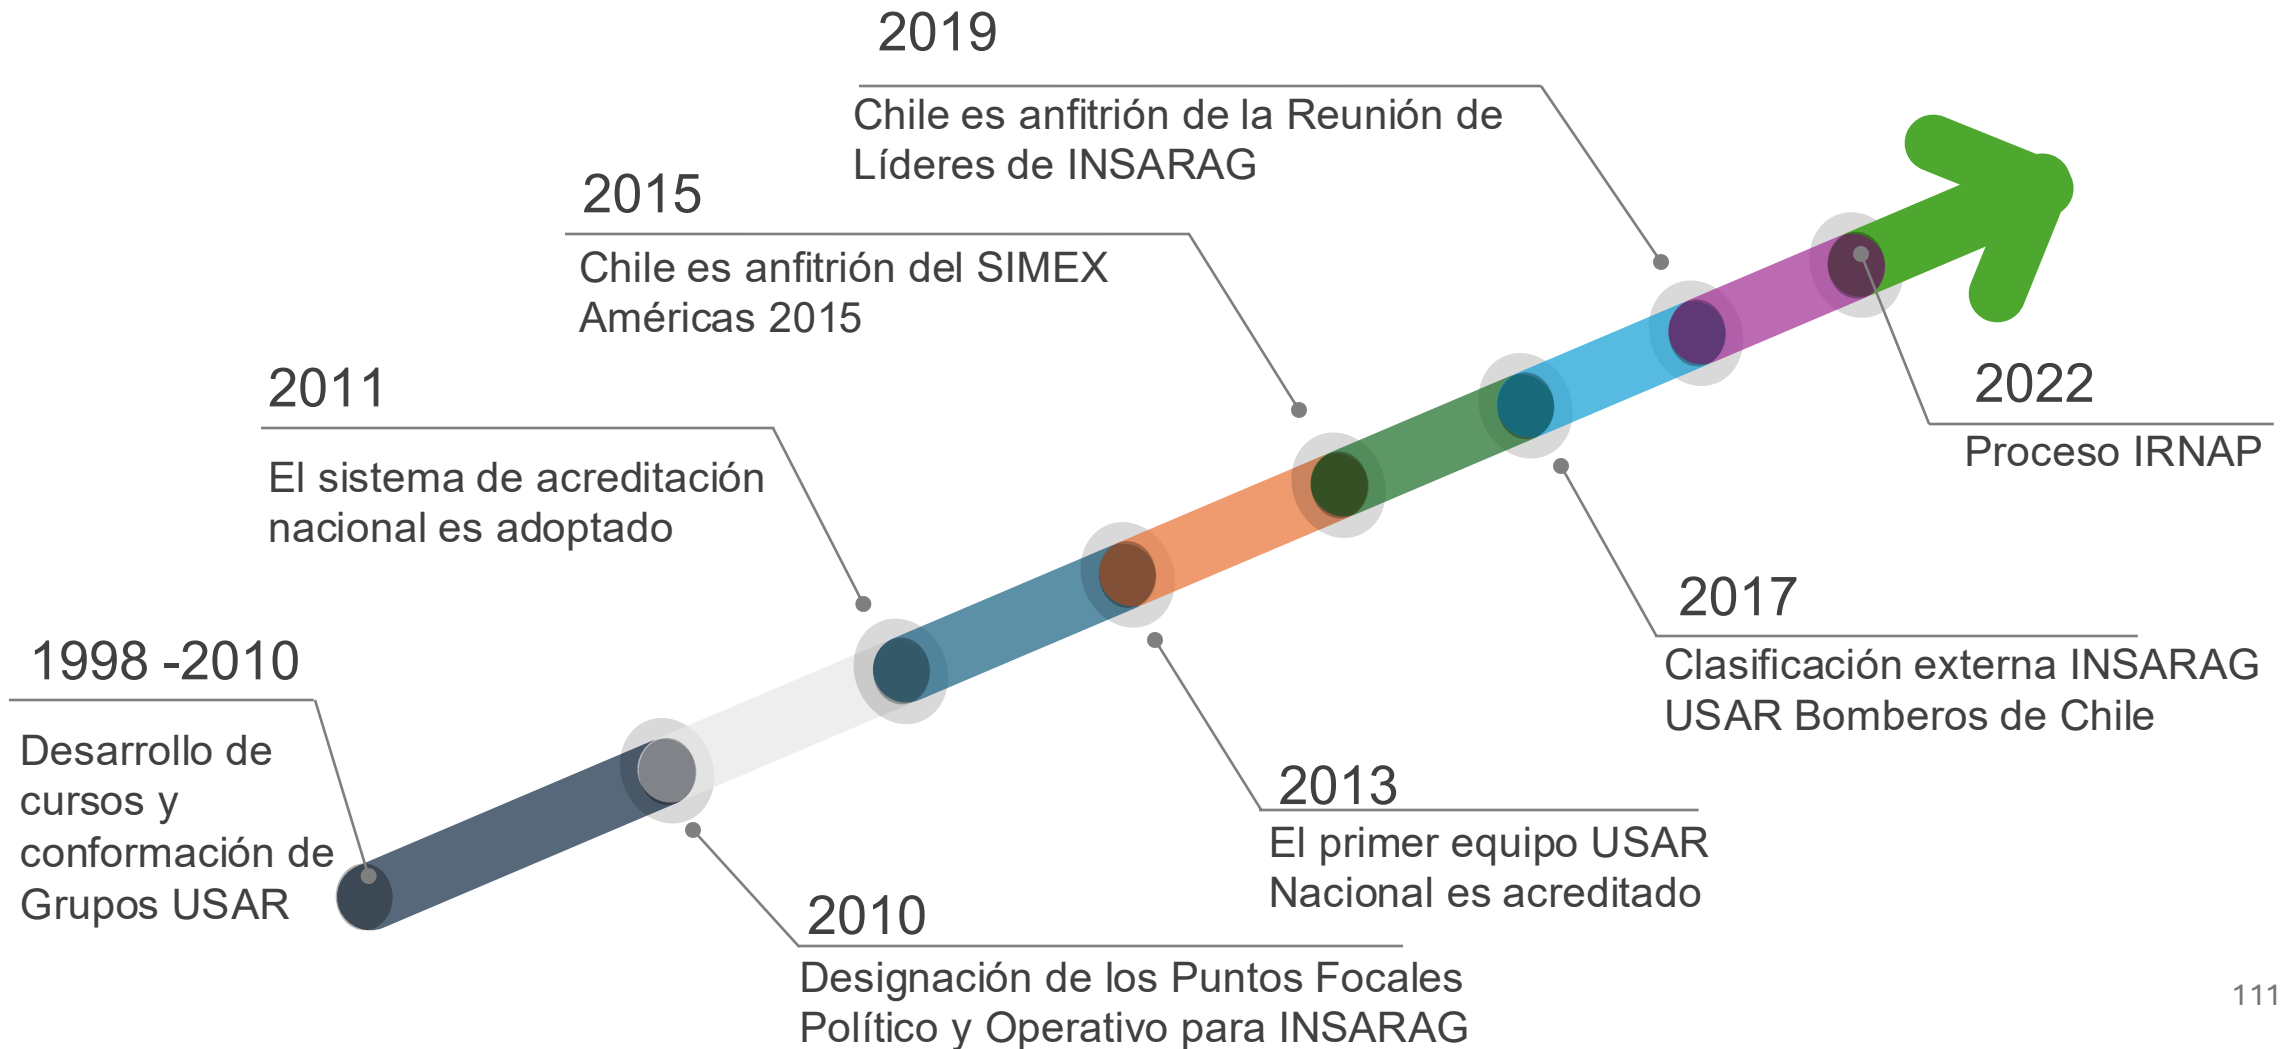 2019
Chile es anfitrión de la Reunión de
Líderes de INSARAG
2015
Chile es anfitrión del SIMEX
Américas 2015
2011
El sistema de acreditación
nacional es adoptado
1998 -2010
Desarrollo de
cursos y
conformación de
Grupos USAR
2010
Designación de los Puntos Focales
Político y Operativo para INSARAG
2013
El primer equipo USAR
Nacional es acreditado
2017
Clasificación externa INSARAG
USAR Bomberos de Chile
2022
Proceso IRNAP
111